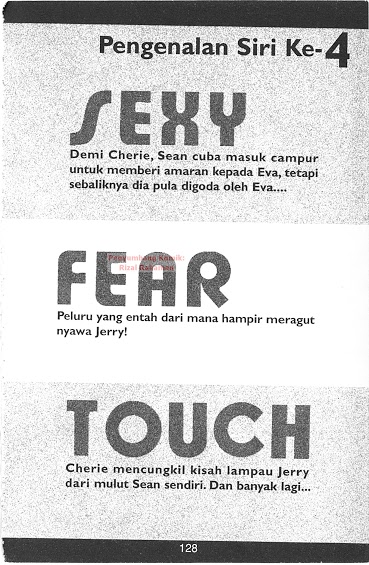 Pengenalan Siri Ke-4
SEXY
Demi Cherie, Sean cuba masuk campur
untuk memberi amaran kepada Eva, tetapi
sebaliknya dia pula digoda oleh Eva....
FEAR
Peluru yang entah dari mana hampir meragut
nyawa Jerry!
TOUCH
Cherie mencungkil kisah lampau Jerry
dari mulut Sean sendiri. Dan banyak lagi...
128